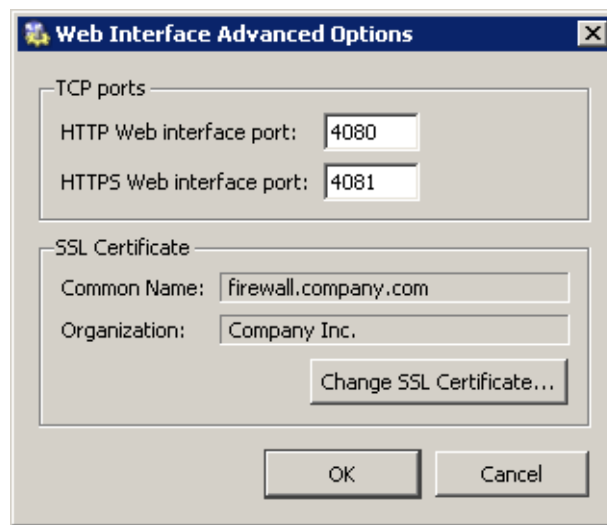 Web Interface Advanced Options
TCP ports
HTTP Web interface port: 4080
HTTPS Web interface port: 4081
SSL Certificate
Common Name: firewall.company.com
Organization: Company Inc.
Change SSL Certificate...
OK Cancel